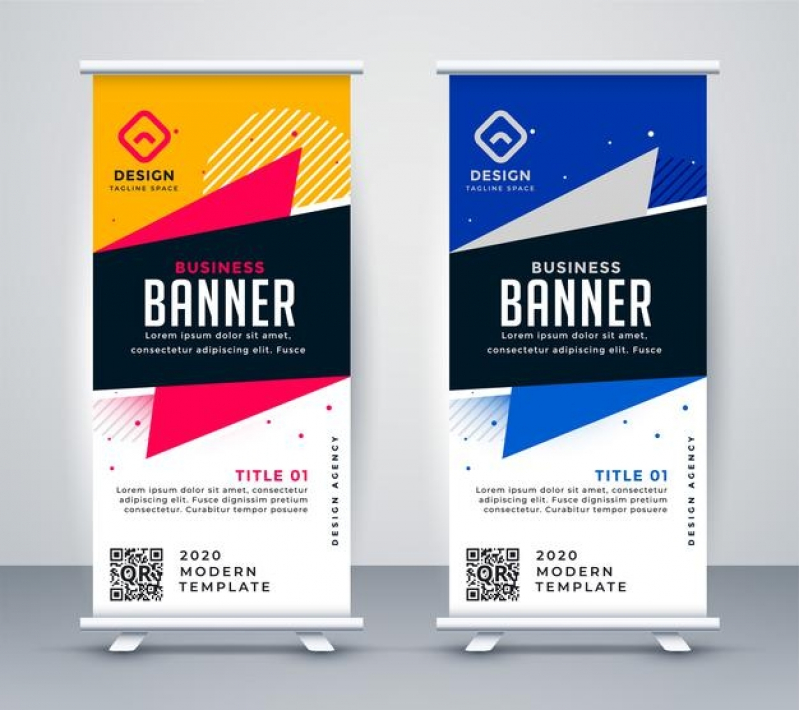 DESIGN
TAGLINE SPACE
BUSINESS
BANNER
Lorem ipsum dolor sit amet,
consectetur adipiscing elit. Fusce
TITLE 01
Lorem ipsum dolor sit amet, consectetur
adipiscing elit. Fusce dignissim pretium
consectetur. Curabitur dolor posuere
DESIGN AGENCY
QR
2020
MODERN
TEMPLATE
DESIGN
TAGLINE SPACE
BUSINESS
BANNER
Lorem ipsum dolor sit amet,
consectetur adipiscing elit. Fusce
TITLE 01
Lorem ipsum dolor sit amet, consectetur
adipiscing elit. Fusce dignissim pretium
consectetur. Curabitur dolor posuere
DESIGN AGENCY
QR
2020
MODERN
TEMPLATE